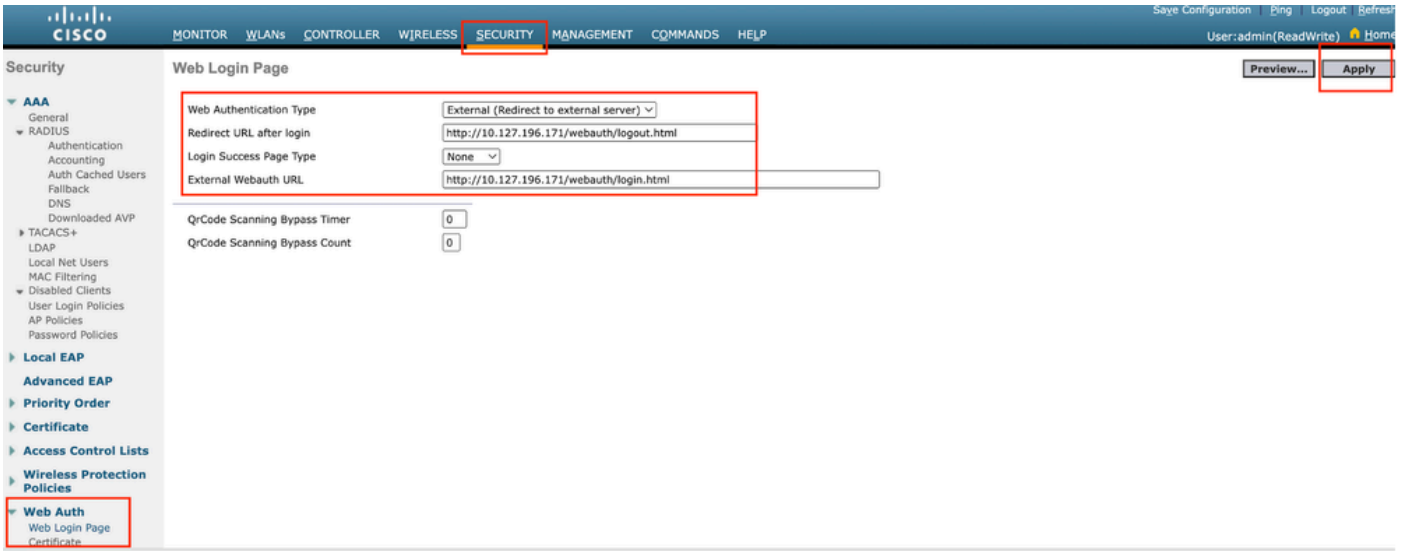 Save Configuration Ping Logout Refresh
CISCO MONITOR WLANs CONTROLLER WIRELESS SECURITY MANAGEMENT COMMANDS HELP User:admin(ReadWrite) Home
Security
Web Login Page
Preview... Apply
AAA
General
RADIUS
Authentication
Accounting
Auth Cached Users
Fallback
DNS
Downloaded AVP
TACACS+
LDAP
Local Net Users
MAC Filtering
Disabled Clients
User Login Policies
AP Policies
Password Policies
Local EAP
Advanced EAP
Priority Order
Certificate
Access Control Lists
Wireless Protection
Policies
Web Auth
Web Login Page
Certificate
Web Authentication Type External (Redirect to external server)
Redirect URL after login http://10.127.196.171/webauth/logout.html
Login Success Page Type None
External Webauth URL http://10.127.196.171/webauth/login.html
QrCode Scanning Bypass Timer 0
QrCode Scanning Bypass Count 0